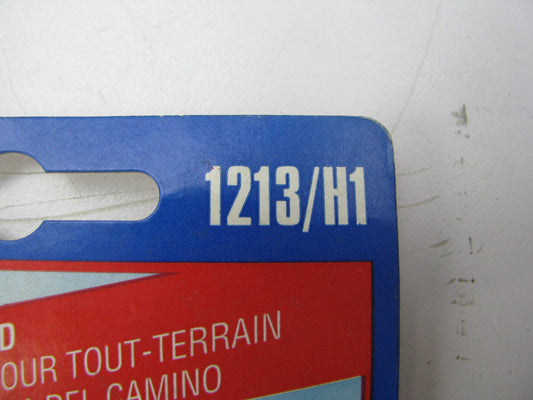 1213/H1
D
OUR TOUT-TERRAIN
DEL CAMINO